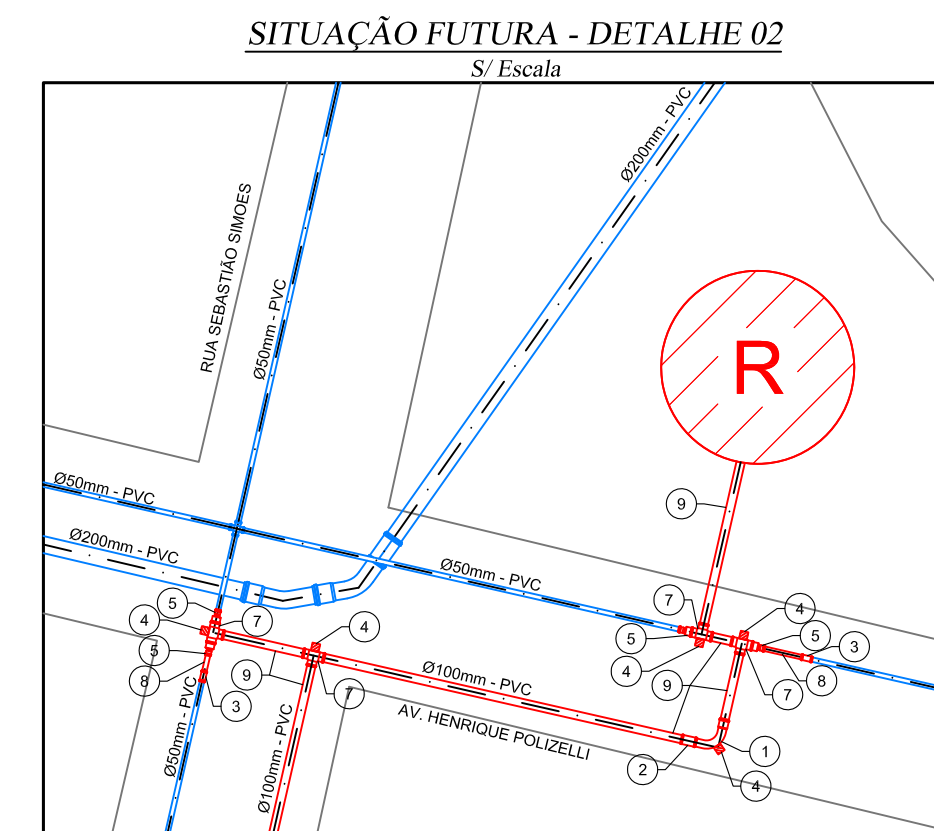 SITUAÇÃO FUTURA - DETALHE 02
S/ Escala
Ø200mm - PVC
RUA SEBASTIÃO SIMOES
Ø50mm - PVC
R
Ø50mm - PVC
9
Ø200mm - PVC
Ø50mm - PVC
5
7
4
7
4
4
5
5
3
5
4
8
9
3
7
Ø100mm - PVC
9
7
8
Ø50mm - PVC
Ø100mm - PVC
AV. HENRIQUE POLIZELLI
2
1
4